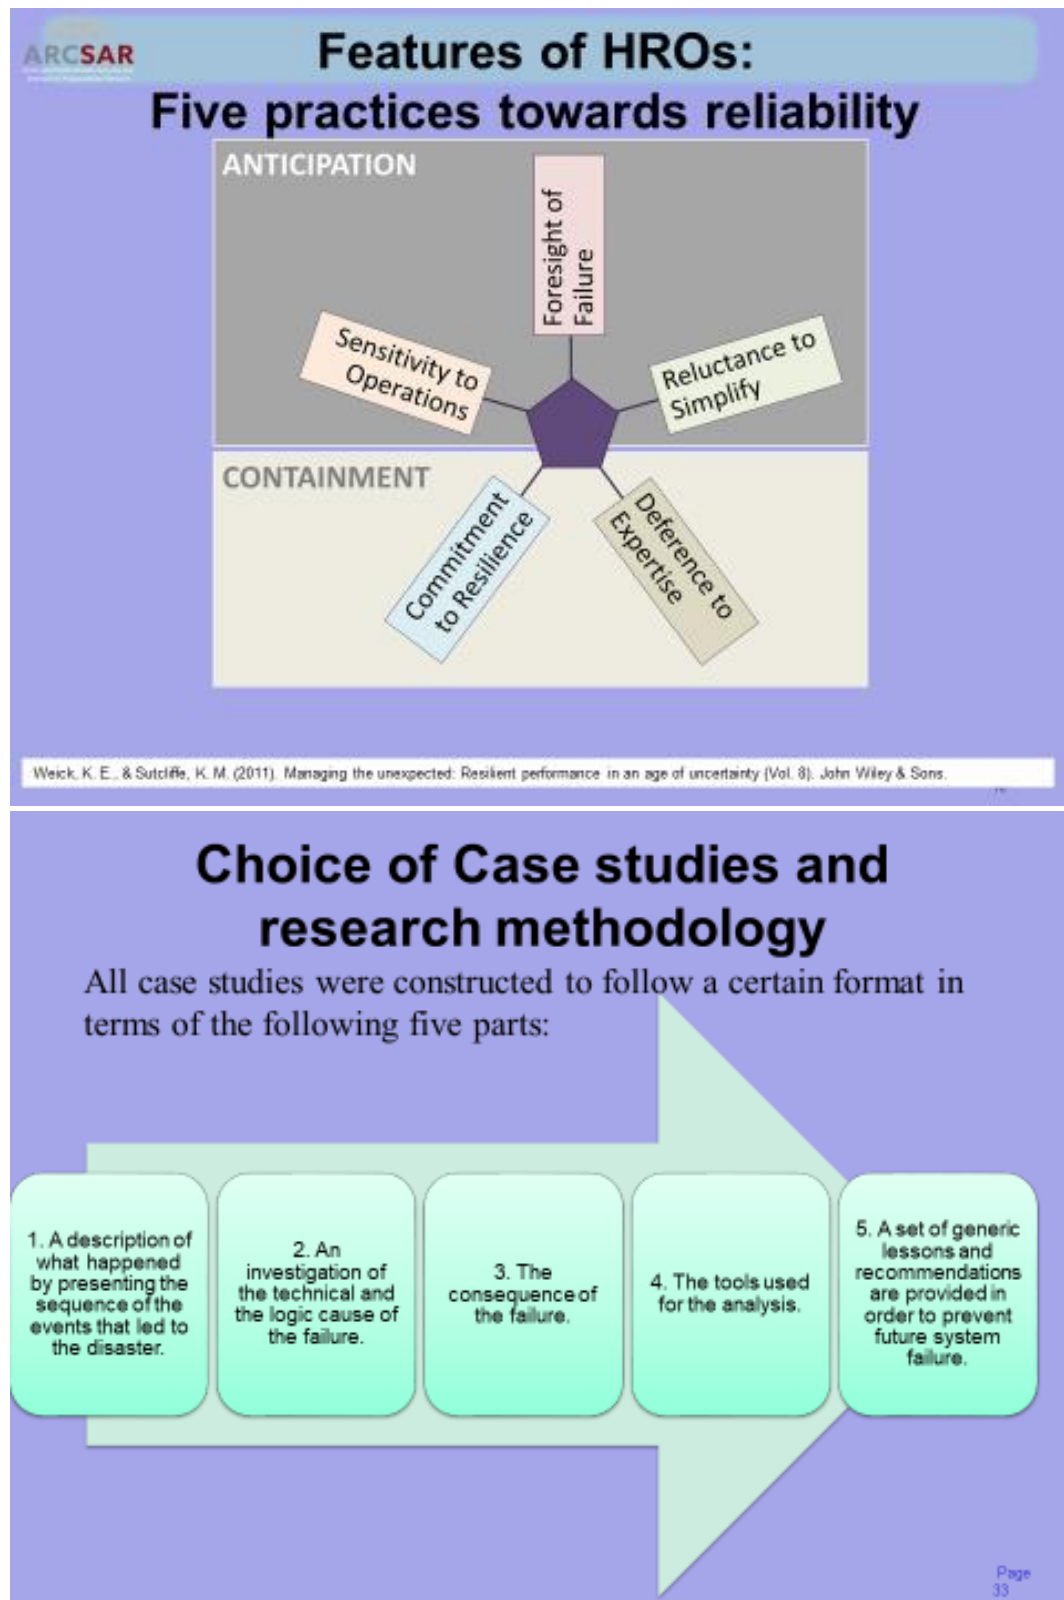 ARCSAR
Features of HROs:
Five practices towards reliability
ANTICIPATION
Foresight of
Failure
Sensitivity to
Operations
Reluctance to
Simplify
CONTAINMENT
Commitment
to Resilience
Deference to
Expertise
Weick, K. E., & Sutcliffe, K. M. (2011). Managing the unexpected: Resilient performance in an age of uncertainty (Vol. 8). John Wiley & Sons.
Choice of Case studies and
research methodology
All case studies were constructed to follow a certain format in
terms of the following five parts:
1. A description of
what happened
by presenting the
sequence of the
events that led to
the disaster.
2. An
investigation of
the technical and
the logic cause of
the failure.
3. The
consequence of
the failure.
4. The tools used
for the analysis.
5. A set of generic
lessons and
recommendations
are provided in
order to prevent
future system
failure.
Page
33